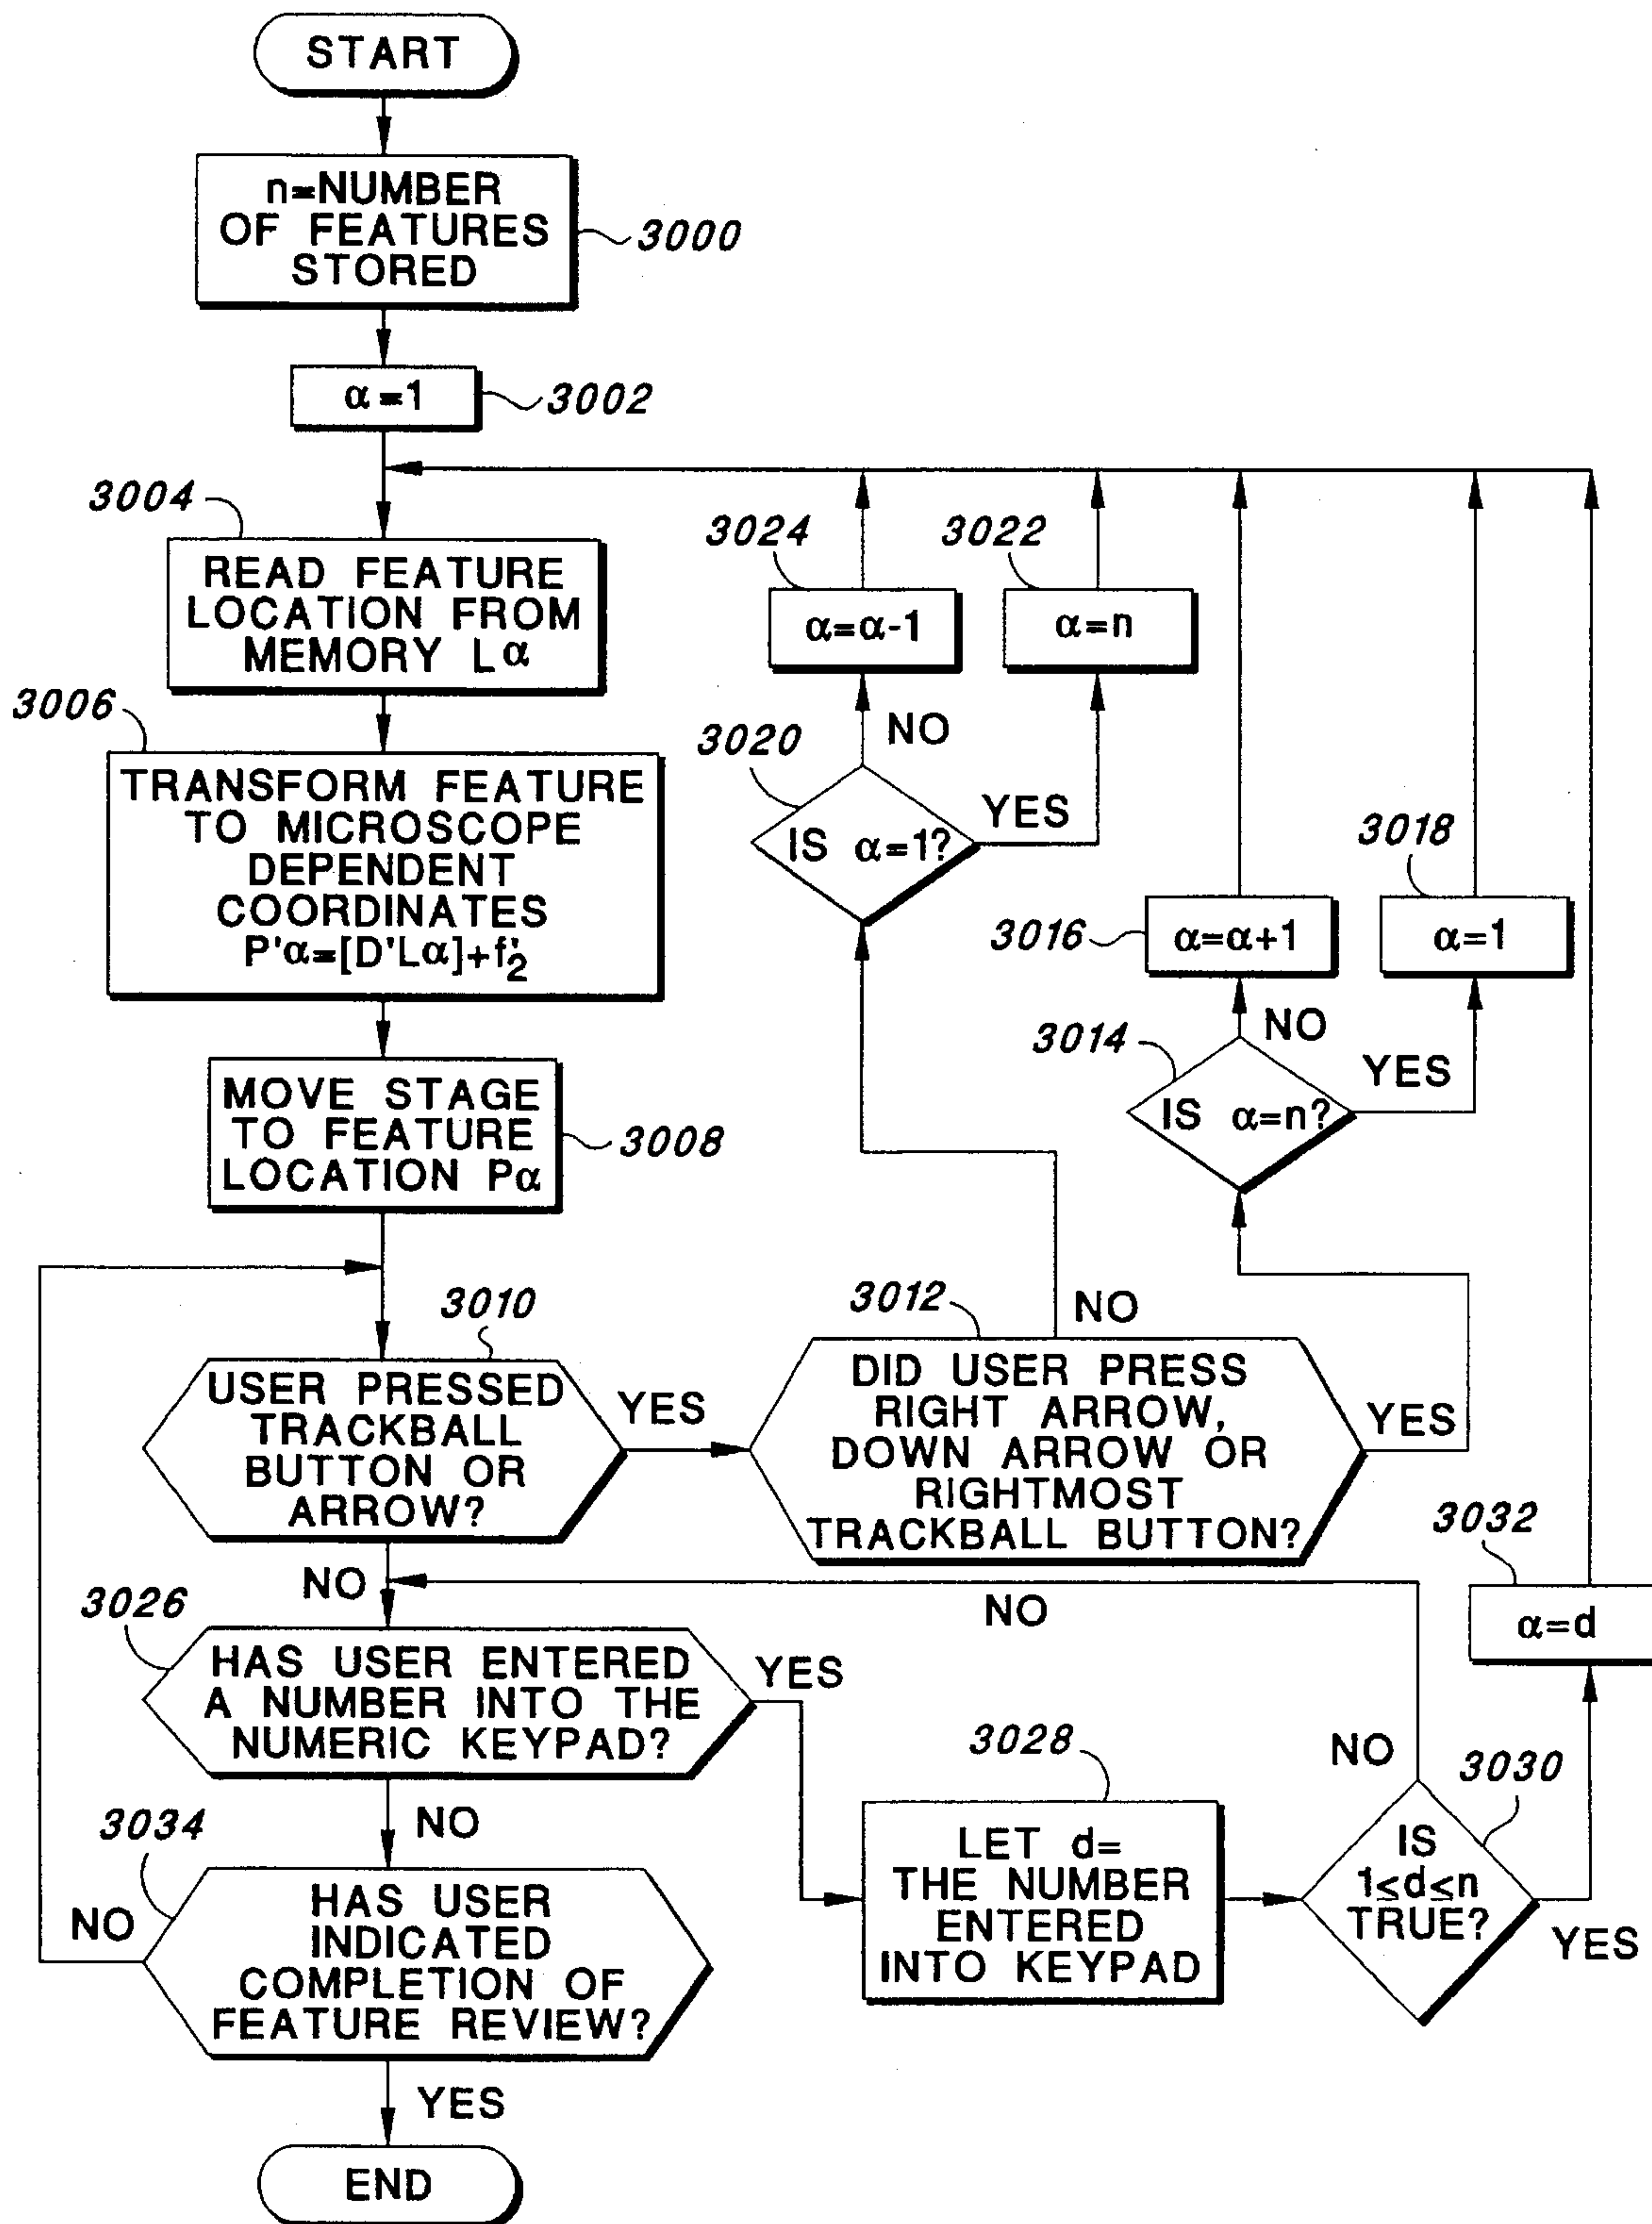 START
n=NUMBER
OF FEATURES
STORED
3000
α=1
3002
3004
READ FEATURE
LOCATION FROM
MEMORY Lα
3024
α=α-1
3022
α=n
3006
TRANSFORM FEATURE
TO MICROSCOPE
DEPENDENT
COORDINATES
P'α=[D'Lα]+f'2
3020
NO
IS α=1?
YES
3018
3016
α=α+1
α=1
3014
NO
IS α=n?
YES
MOVE STAGE
TO FEATURE
LOCATION Pα
3008
3010
USER PRESSED
TRACKBALL
BUTTON OR
ARROW?
YES
3012
NO
DID USER PRESS
RIGHT ARROW,
DOWN ARROW OR
RIGHTMOST
TRACKBALL BUTTON?
YES
3032
α=d
NO
NO
3026
HAS USER ENTERED
A NUMBER INTO THE
NUMERIC KEYPAD?
YES
3028
LET d=
THE NUMBER
ENTERED
INTO KEYPAD
NO
3030
IS
1≤d≤n
TRUE?
YES
NO
3034
NO
HAS USER
INDICATED
COMPLETION OF
FEATURE REVIEW?
YES
END